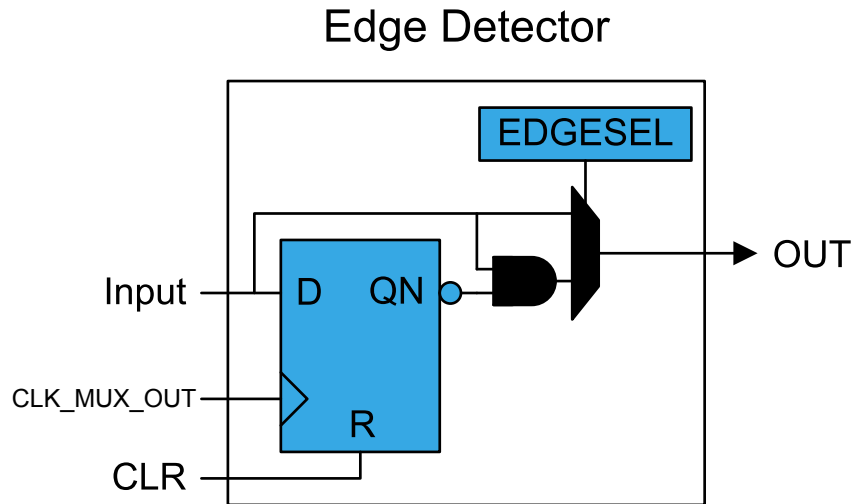 Edge Detector
EDGESEL
OUT
Input
D
QN
CLK_MUX_OUT
R
CLR